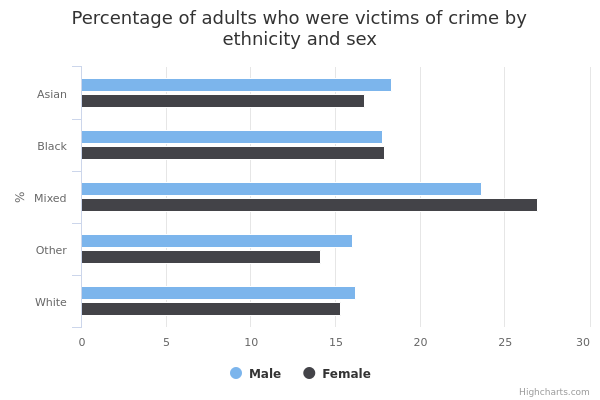 Percentage of adults who were victims of crime by
ethnicity and sex
%
Asian
Black
Mixed
Other
White
0 5 10 15 20 25 30
Male Female
Highcharts.com